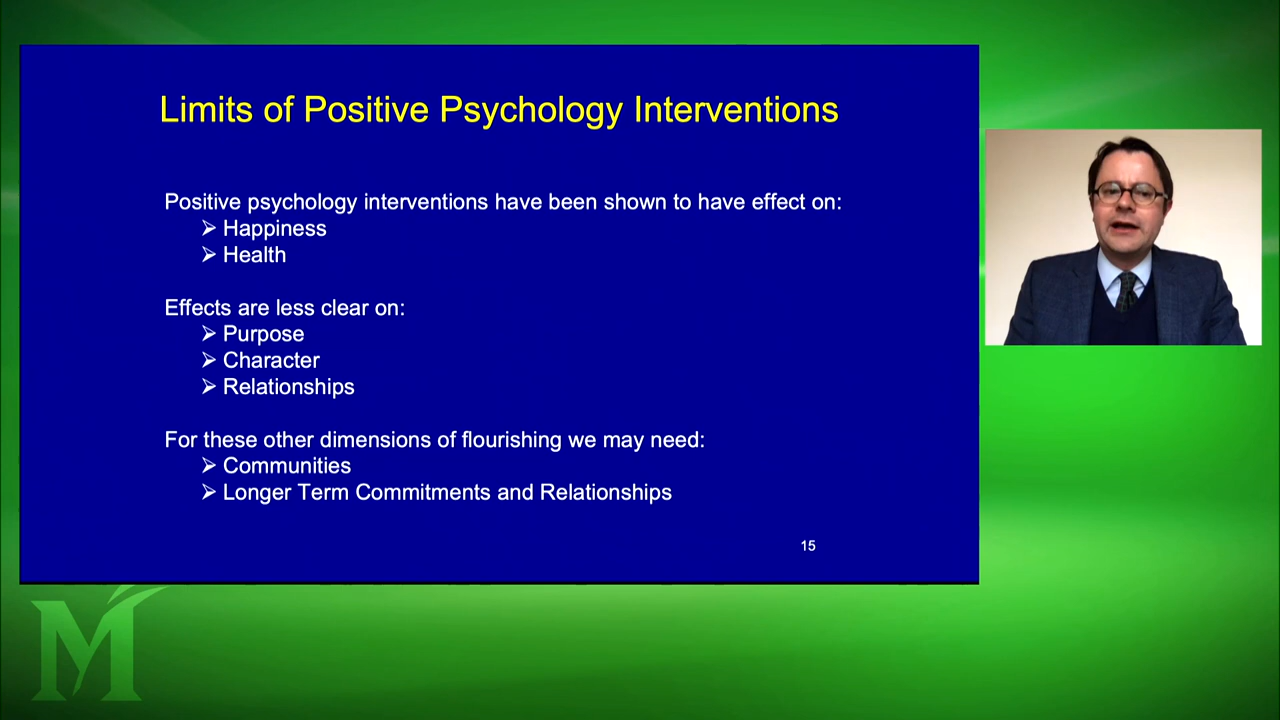 Limits of Positive Psychology Interventions
Positive psychology interventions have been shown to have effect on:
➢ Happiness
➢ Health
Effects are less clear on:
➢ Purpose
➢ Character
➢ Relationships
For these other dimensions of flourishing we may need:
➢ Communities
➢ Longer Term Commitments and Relationships
15
M